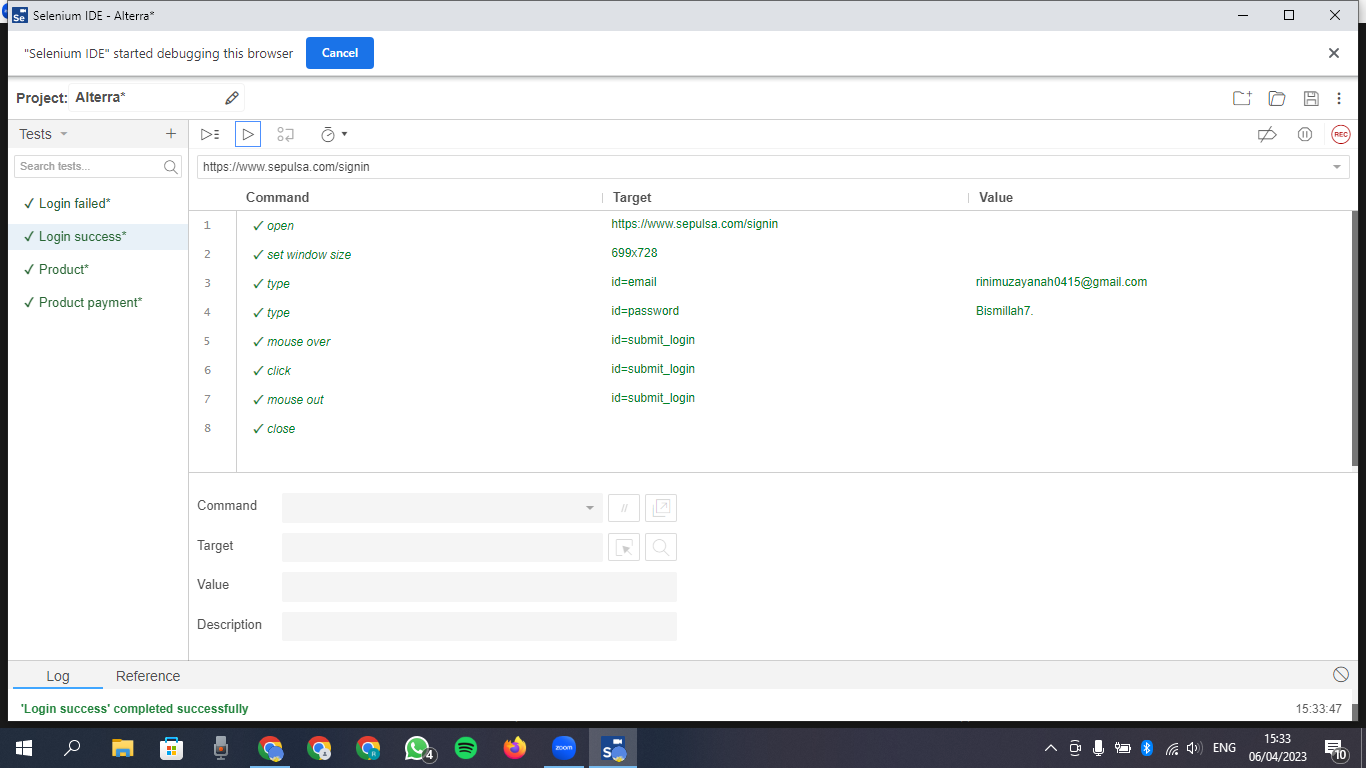 Selenium IDE - Alterra*
"Selenium IDE" started debugging this browser Cancel
Project: Alterra*
Tests
Search tests...
https://www.sepulsa.com/signin
REC
Command Target Value
✓ Login failed*
✓ Login success*
✓ Product*
✓ Product payment*
1 ✓ open https://www.sepulsa.com/signin
2 ✓ set window size 699x728
3 ✓ type id=email rinimuzayanah0415@gmail.com
4 ✓ type id=password Bismillah7.
5 ✓ mouse over id=submit_login
6 ✓ click id=submit_login
7 ✓ mouse out id=submit_login
8 ✓ close
Command //
Target
Value
Description
Log Reference
'Login success' completed successfully 15:33:47
zoom
Se
4
ENG
15:33
06/04/2023
10